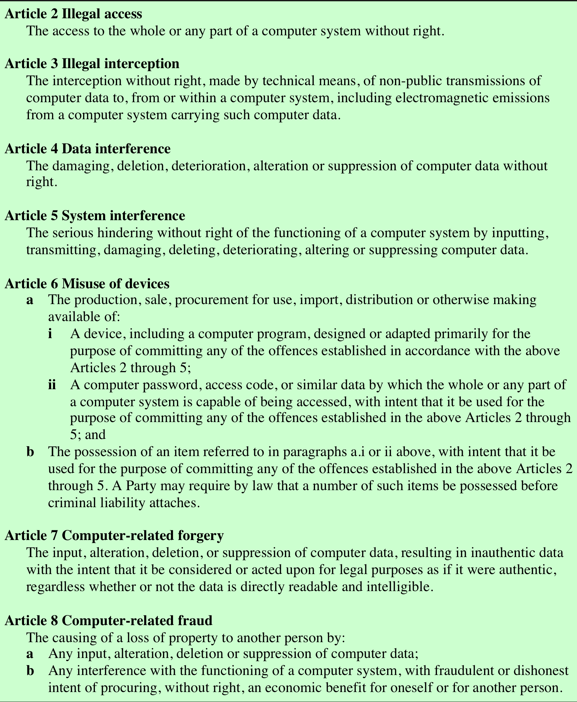 Article 2 Illegal access
The access to the whole or any part of a computer system without right.
Article 3 Illegal interception
The interception without right, made by technical means, of non-public transmissions of
computer data to, from or within a computer system, including electromagnetic emissions
from a computer system carrying such computer data.
Article 4 Data interference
The damaging, deletion, deterioration, alteration or suppression of computer data without
right.
Article 5 System interference
The serious hindering without right of the functioning of a computer system by inputting,
transmitting, damaging, deleting, deteriorating, altering or suppressing computer data.
Article 6 Misuse of devices
a The production, sale, procurement for use, import, distribution or otherwise making
available of:
i A device, including a computer program, designed or adapted primarily for the
purpose of committing any of the offences established in accordance with the above
Articles 2 through 5;
ii A computer password, access code, or similar data by which the whole or any part of
a computer system is capable of being accessed, with intent that it be used for the
purpose of committing any of the offences established in the above Articles 2 through
5; and
b The possession of an item referred to in paragraphs a.i or ii above, with intent that it be
used for the purpose of committing any of the offences established in the above Articles 2
through 5. A Party may require by law that a number of such items be possessed before
criminal liability attaches.
Article 7 Computer-related forgery
The input, alteration, deletion, or suppression of computer data, resulting in inauthentic data
with the intent that it be considered or acted upon for legal purposes as if it were authentic,
regardless whether or not the data is directly readable and intelligible.
Article 8 Computer-related fraud
The causing of a loss of property to another person by:
a Any input, alteration, deletion or suppression of computer data;
b Any interference with the functioning of a computer system, with fraudulent or dishonest
intent of procuring, without right, an economic benefit for oneself or for another person.